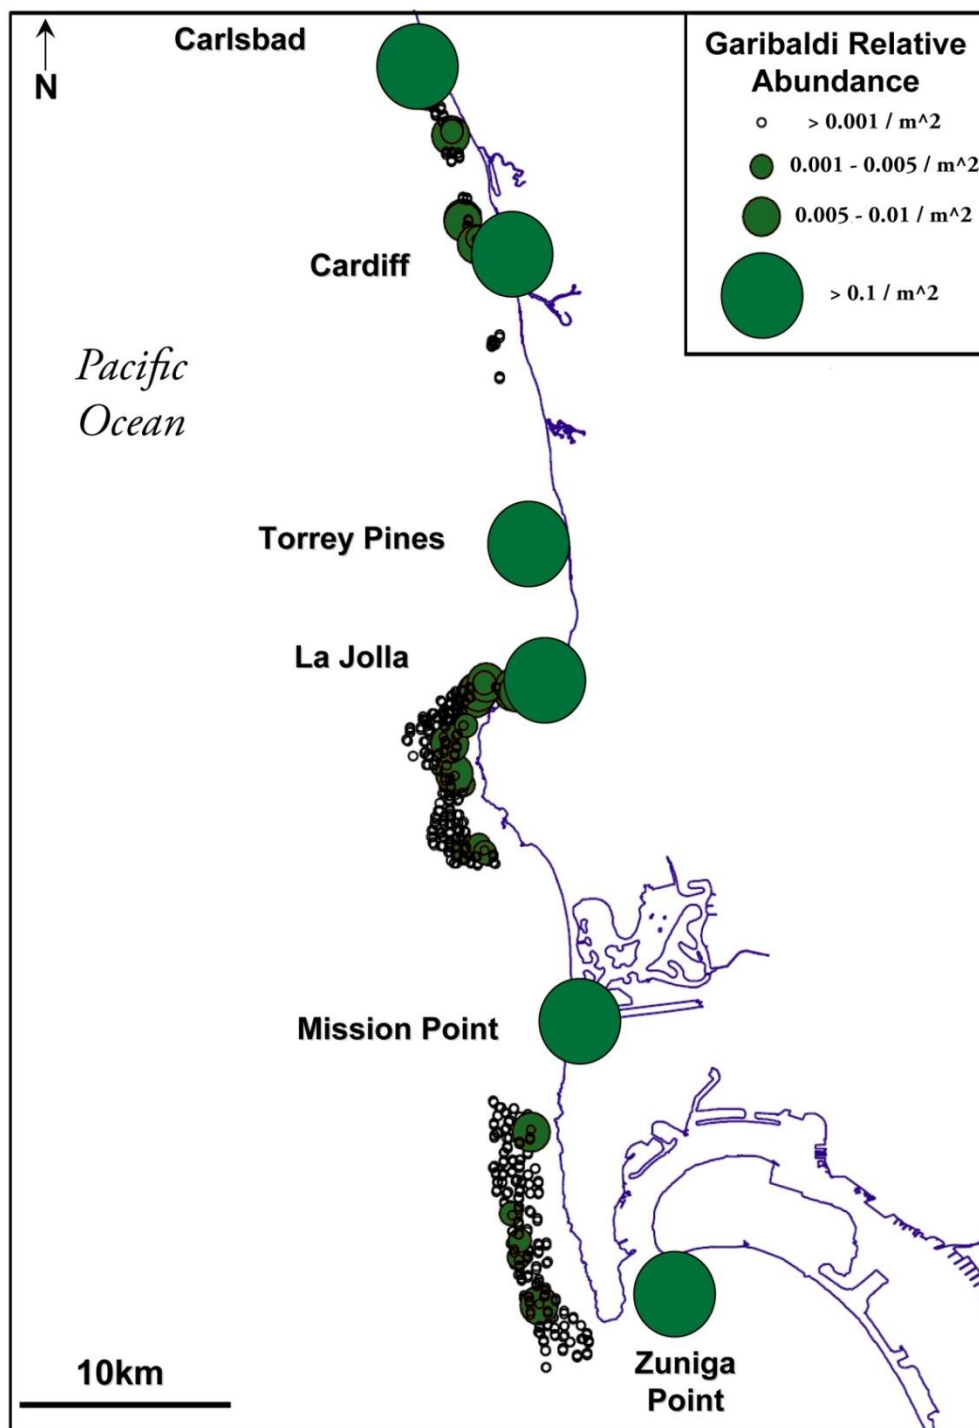 Carlsbad
N
Garibaldi Relative
Abundance
> 0.001 / m^2
0.001 - 0.005 / m^2
0.005 - 0.01 / m^2
> 0.1 / m^2
Cardiff
Pacific
Ocean
Torrey Pines
La Jolla
Mission Point
Zuniga
Point
10km